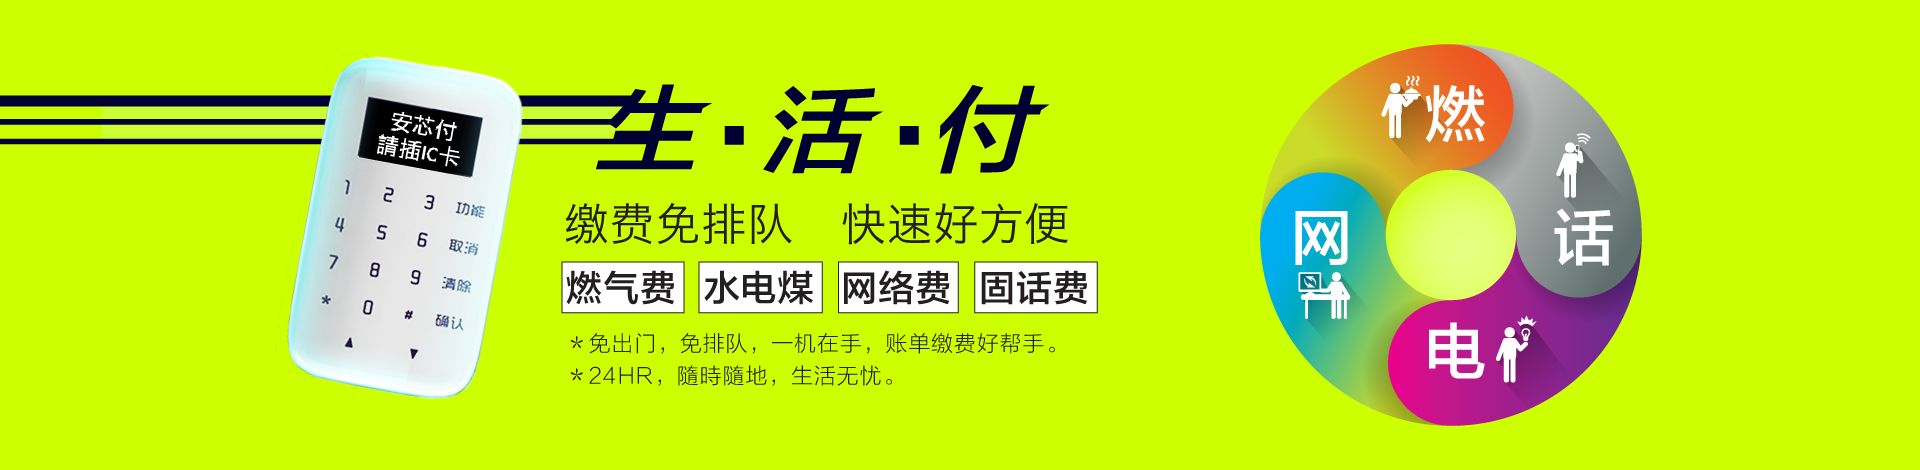 安芯付
請插IC卡
1 2 3 功能
4 5 6 取消
7 8 9 清除
* 0 # 确认
生·活·付
缴费免排队 快速好方便
燃气费 水电煤 网络费 固话费
*免出门，免排队，一机在手，账单缴费好帮手。
*24HR，隨時隨地，生活无忧。
燃
话
网
电